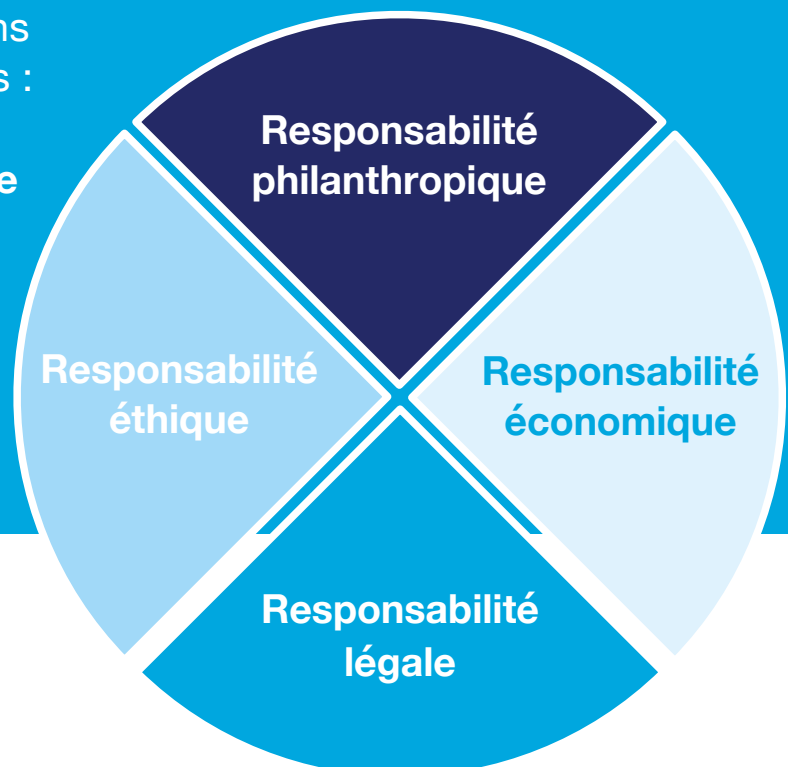 Responsabilité
philanthropique
Responsabilité
éthique
Responsabilité
économique
Responsabilité
légale